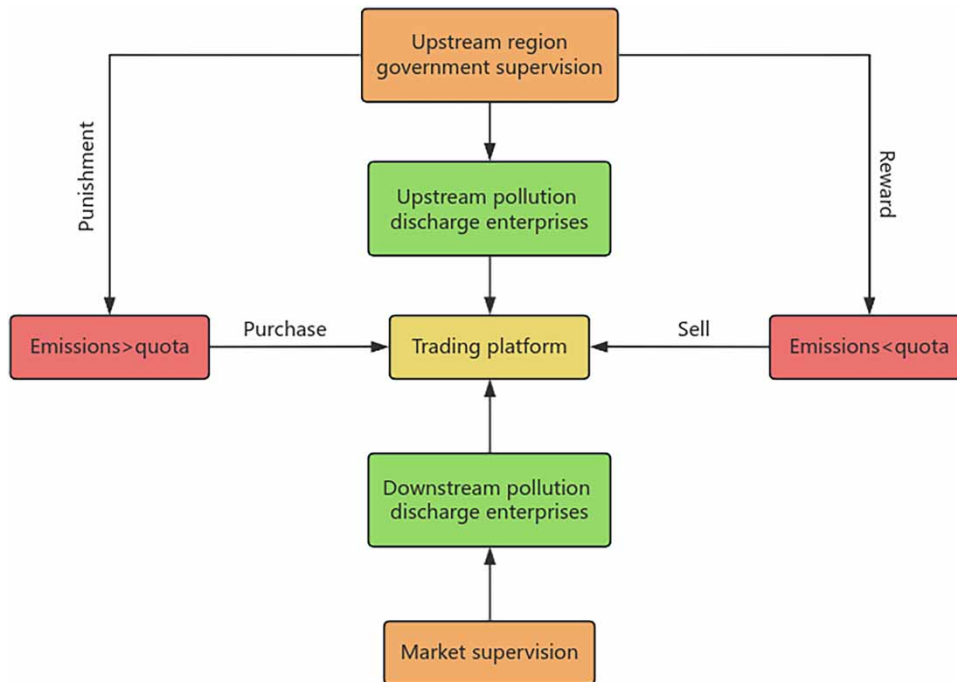 Upstream region
government supervision
Punishment
Reward
Upstream pollution
discharge enterprises
Emissions>quota
Purchase
Trading platform
Sell
Emissions<quota
Downstream pollution
discharge enterprises
Market supervision